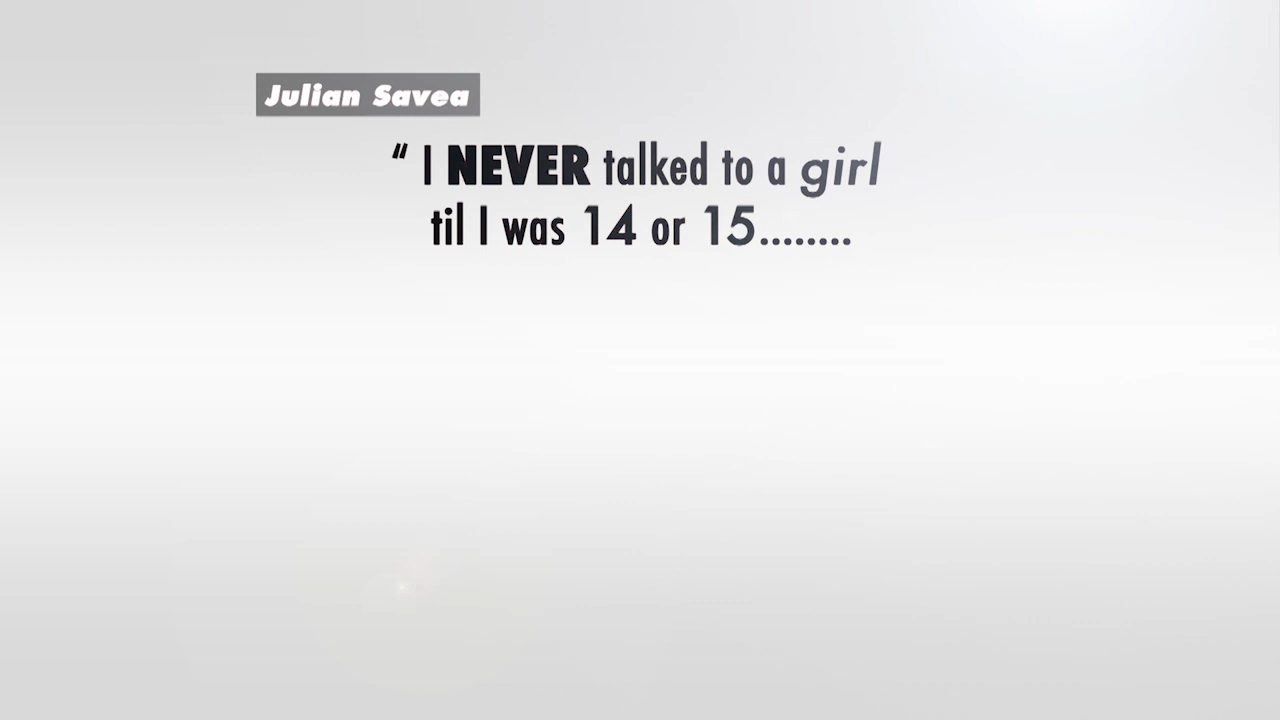 Julian Savea
“ I NEVER talked to a girl
til I was 14 or 15........